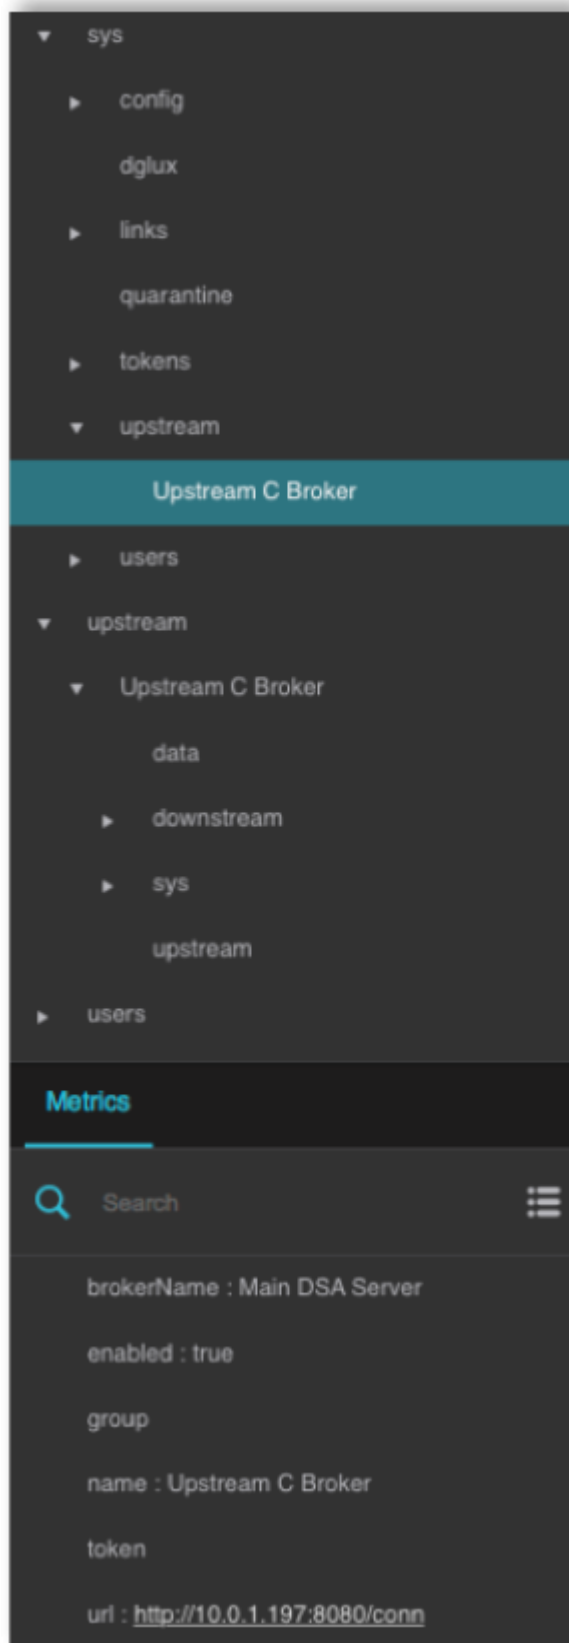 sys
config
dglux
links
quarantine
tokens
upstream
Upstream C Broker
users
upstream
Upstream C Broker
data
downstream
sys
upstream
users
Metrics
Search
brokerName : Main DSA Server
enabled : true
group
name : Upstream C Broker
token
url : http://10.0.1.197:8080/conn